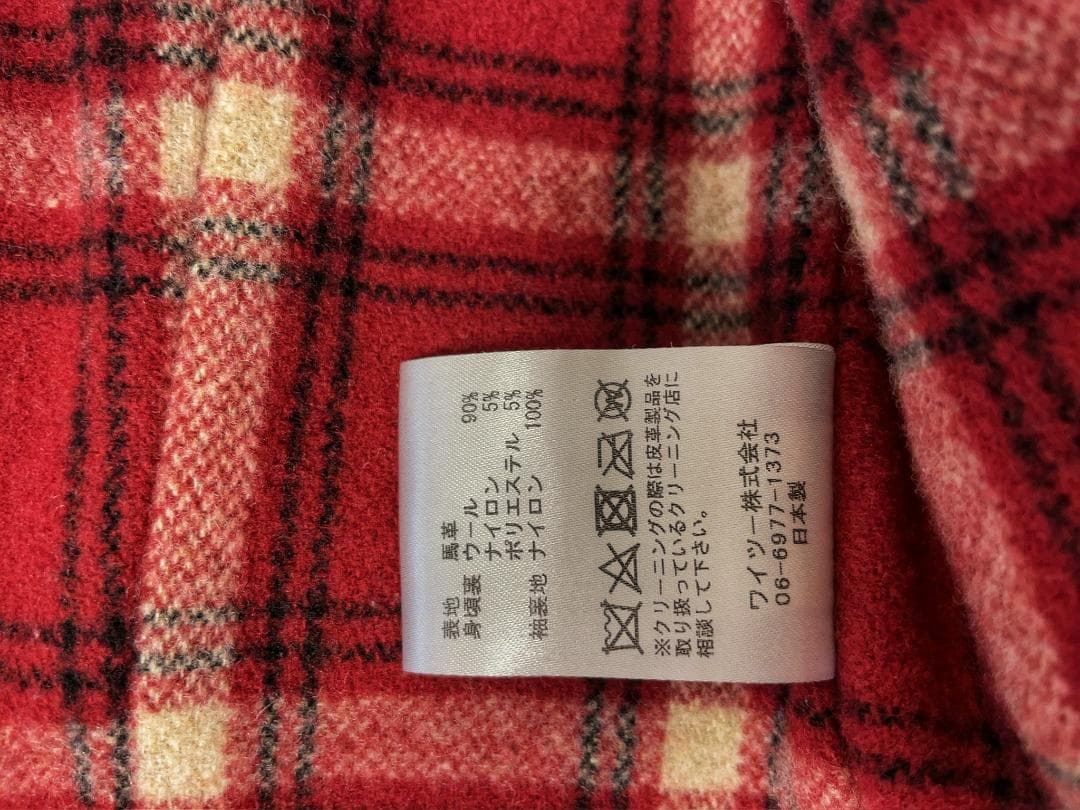 表地 馬革
身頃裏 ウール 90%
ナイロン 5%
ポリエステル 5%
袖裏地 ナイロン 100%
※クリーニングの際は皮革製品を
取り扱っているクリーニング店に
相談して下さい。
ワイツー株式会社
06-6977-1373
日本製